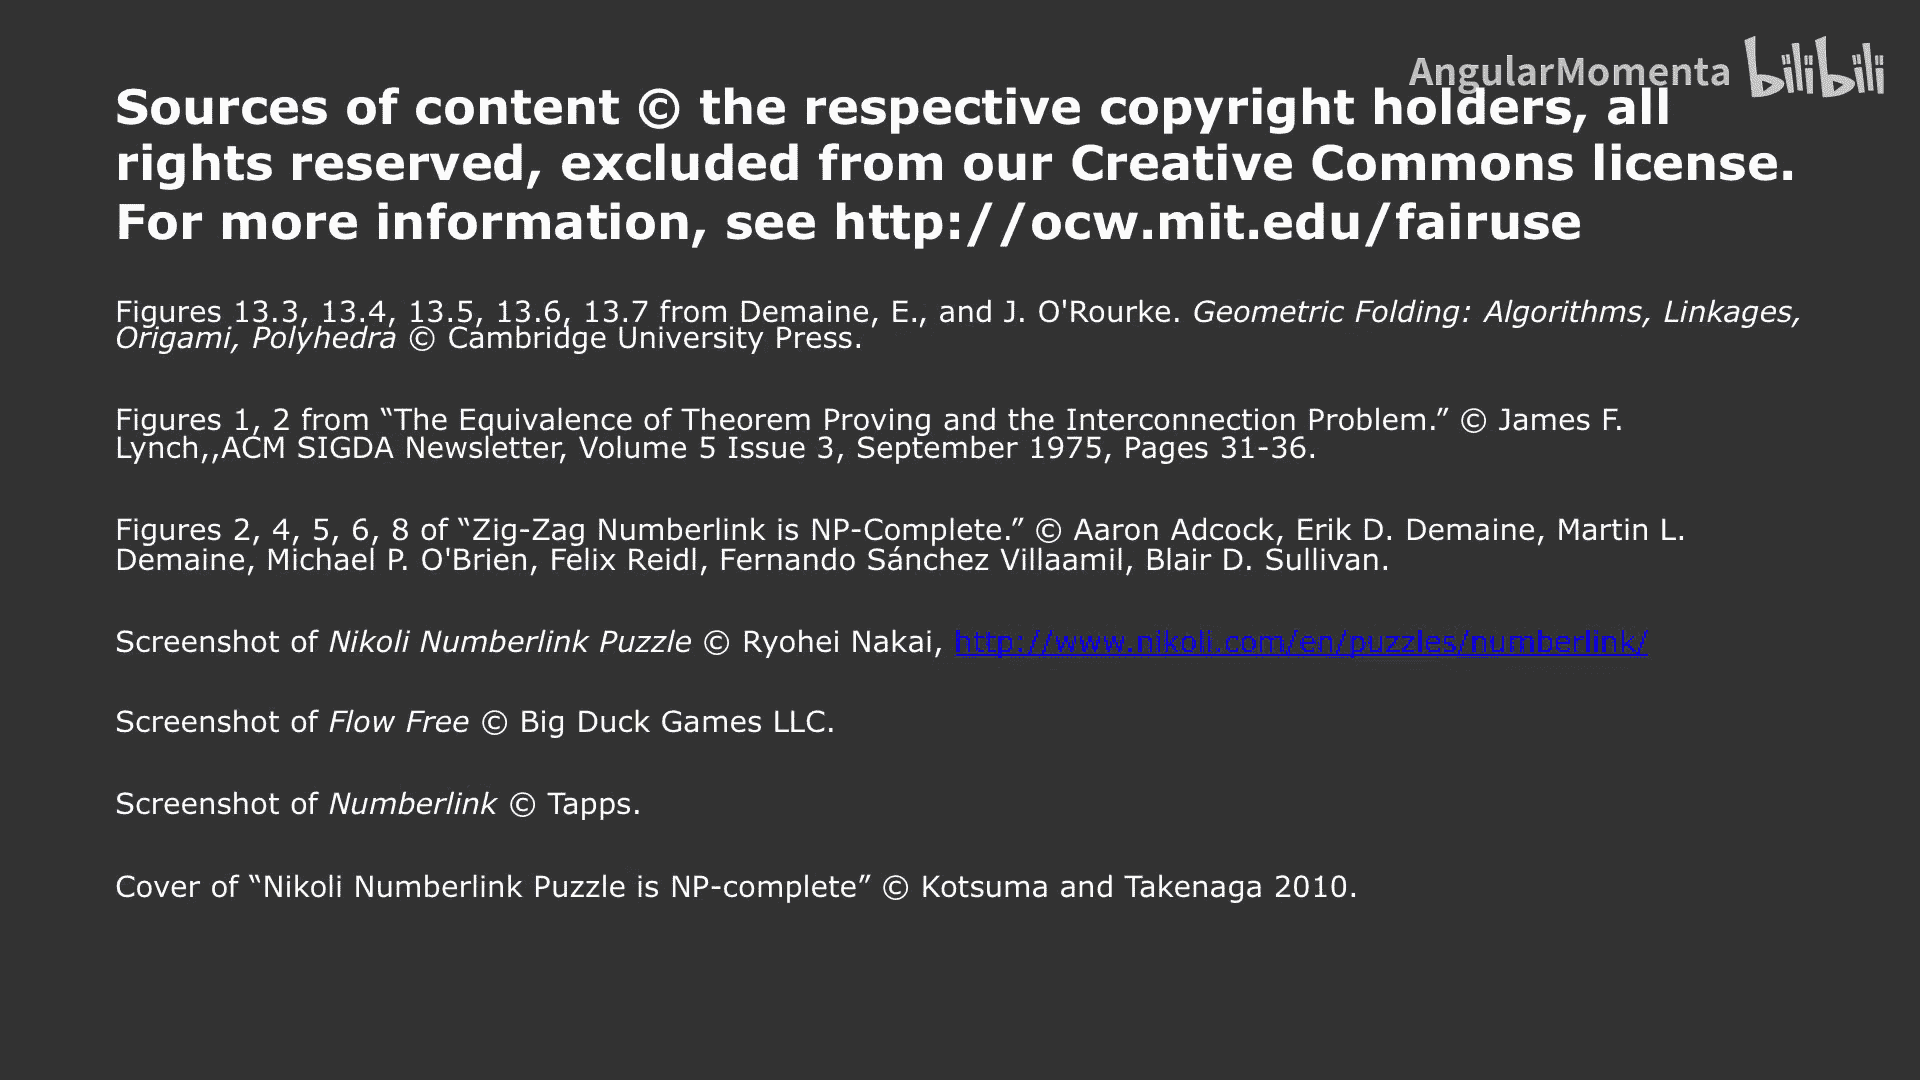 AngularMomenta bilibili
Sources of content © the respective copyright holders, all
rights reserved, excluded from our Creative Commons license.
For more information, see http://ocw.mit.edu/fairuse
Figures 13.3, 13.4, 13.5, 13.6, 13.7 from Demaine, E., and J. O'Rourke. Geometric Folding: Algorithms, Linkages,
Origami, Polyhedra © Cambridge University Press.
Figures 1, 2 from “The Equivalence of Theorem Proving and the Interconnection Problem.” © James F.
Lynch,,ACM SIGDA Newsletter, Volume 5 Issue 3, September 1975, Pages 31-36.
Figures 2, 4, 5, 6, 8 of “Zig-Zag Numberlink is NP-Complete.” © Aaron Adcock, Erik D. Demaine, Martin L.
Demaine, Michael P. O'Brien, Felix Reidl, Fernando Sánchez Villaamil, Blair D. Sullivan.
Screenshot of Nikoli Numberlink Puzzle © Ryohei Nakai, http://www.nikoli.com/en/puzzles/numberlink/
Screenshot of Flow Free © Big Duck Games LLC.
Screenshot of Numberlink © Tapps.
Cover of “Nikoli Numberlink Puzzle is NP-complete” © Kotsuma and Takenaga 2010.